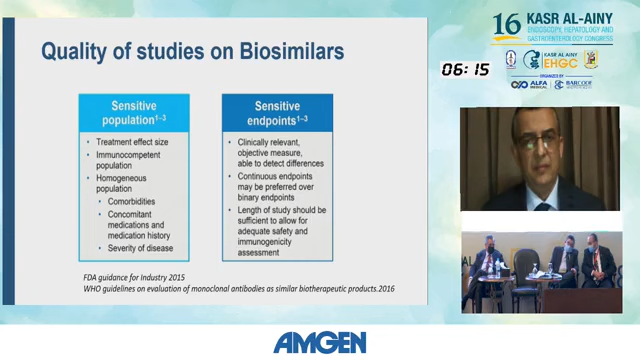 Quality of studies on Biosimilars
Sensitive
population1-3
• Treatment effect size
• Immunocompetent
population
• Homogeneous
population
• Comorbidities
• Concomitant
medications and
medication history
• Severity of disease
Sensitive
endpoints1-3
• Clinically relevant,
objective measure,
able to detect differences
• Continuous endpoints
may be preferred over
binary endpoints
• Length of study should be
sufficient to allow for
adequate safety and
immunogenicity
assessment
FDA guidance for Industry 2015
WHO guidelines on evaluation of monoclonal antibodies as similar biotherapeutic products.2016
16 KASR AL-AINY
ENDOSCOPY, HEPATOLOGY AND
GASTROENTEROLOGY CONGRESS
KASR AL AINY
EHGC
ORGANIZED BY
ALFA
MEDICAL
BARCODE
06:15
AMGEN